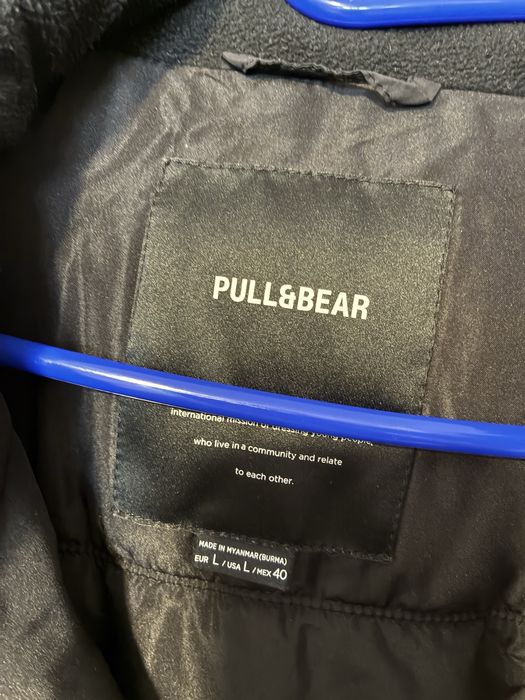 PULL&BEAR
international mission of dressing young people,
who live in a community and relate
to each other.
MADE IN MYANMAR(BURMA)
EUR L / USA L / MEX 40